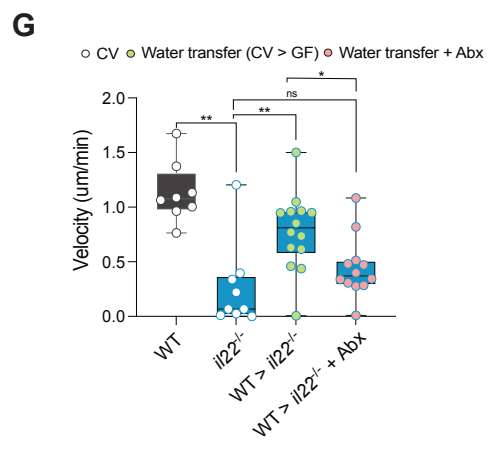 G
CV Water transfer (CV > GF) Water transfer + Abx
*
ns
** **
2.0
1.5
1.0
0.5
0.0
Velocity (um/min)
WT
il22-/-
WT > il22-/-
WT > il22-/- + Abx